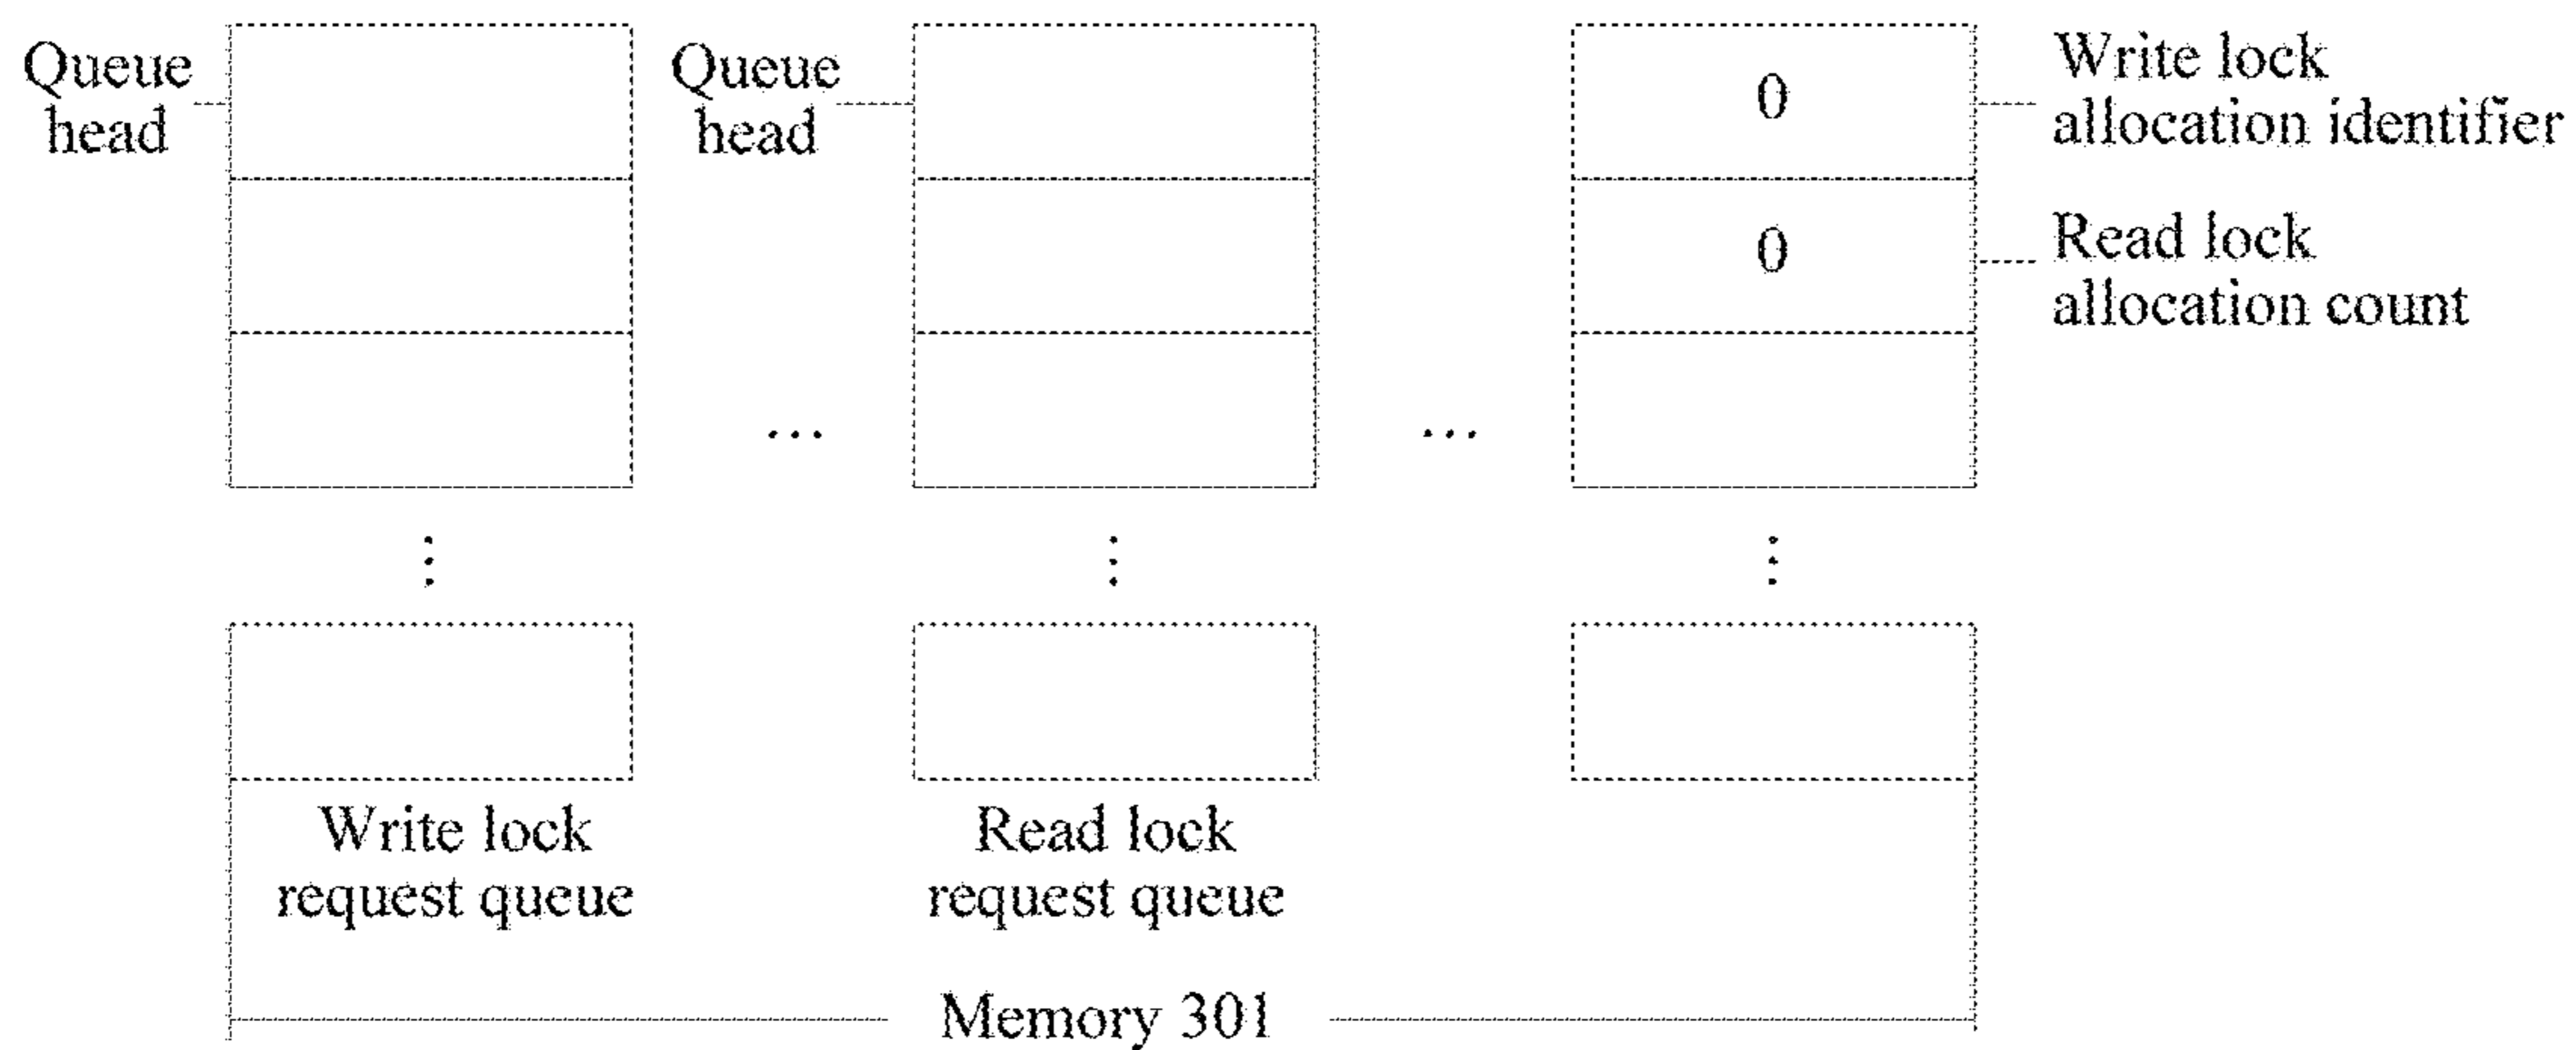 Queue
head
Queue
head
0
Write lock
allocation identifier
0
Read lock
allocation count
...
...
Write lock
request queue
Read lock
request queue
Memory 301